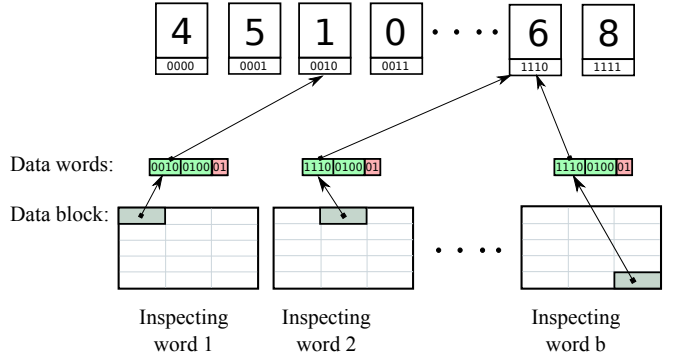 4 5 1 0 6 8
0000 0001 0010 0011 1110 1111
Data words: 0010 0100 01 1110 0100 01 1110 0100 01
Data block:
Inspecting word 1
Inspecting word 2
Inspecting word b